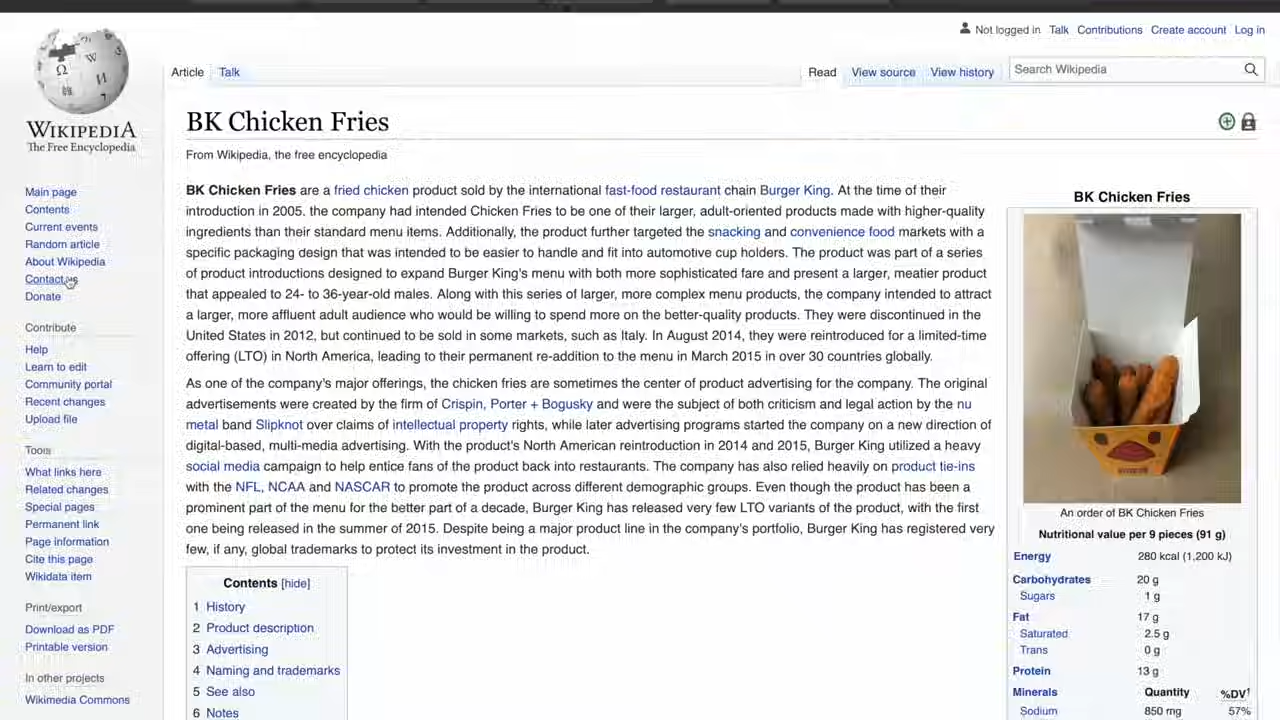 Not logged in Talk Contributions Create account Log in
Article Talk Read View source View history Search Wikipedia
WIKIPEDIA
The Free Encyclopedia
Main page
Contents
Current events
Random article
About Wikipedia
Contact us
Donate
Contribute
Help
Learn to edit
Community portal
Recent changes
Upload file
Tools
What links here
Related changes
Special pages
Permanent link
Page information
Cite this page
Wikidata item
Print/export
Download as PDF
Printable version
In other projects
Wikimedia Commons
BK Chicken Fries
From Wikipedia, the free encyclopedia
BK Chicken Fries are a fried chicken product sold by the international fast-food restaurant chain Burger King. At the time of their
introduction in 2005. the company had intended Chicken Fries to be one of their larger, adult-oriented products made with higher-quality
ingredients than their standard menu items. Additionally, the product further targeted the snacking and convenience food markets with a
specific packaging design that was intended to be easier to handle and fit into automotive cup holders. The product was part of a series
of product introductions designed to expand Burger King's menu with both more sophisticated fare and present a larger, meatier product
that appealed to 24- to 36-year-old males. Along with this series of larger, more complex menu products, the company intended to attract
a larger, more affluent adult audience who would be willing to spend more on the better-quality products. They were discontinued in the
United States in 2012, but continued to be sold in some markets, such as Italy. In August 2014, they were reintroduced for a limited-time
offering (LTO) in North America, leading to their permanent re-addition to the menu in March 2015 in over 30 countries globally.
As one of the company's major offerings, the chicken fries are sometimes the center of product advertising for the company. The original
advertisements were created by the firm of Crispin, Porter + Bogusky and were the subject of both criticism and legal action by the nu
metal band Slipknot over claims of intellectual property rights, while later advertising programs started the company on a new direction of
digital-based, multi-media advertising. With the product's North American reintroduction in 2014 and 2015, Burger King utilized a heavy
social media campaign to help entice fans of the product back into restaurants. The company has also relied heavily on product tie-ins
with the NFL, NCAA and NASCAR to promote the product across different demographic groups. Even though the product has been a
prominent part of the menu for the better part of a decade, Burger King has released very few LTO variants of the product, with the first
one being released in the summer of 2015. Despite being a major product line in the company's portfolio, Burger King has registered very
few, if any, global trademarks to protect its investment in the product.
Contents [hide]
1 History
2 Product description
3 Advertising
4 Naming and trademarks
5 See also
6 Notes
BK Chicken Fries
An order of BK Chicken Fries
Nutritional value per 9 pieces (91 g)
Energy 280 kcal (1,200 kJ)
Carbohydrates 20 g
Sugars 1 g
Fat 17 g
Saturated 2.5 g
Trans 0 g
Protein 13 g
Minerals Quantity %DV†
Sodium 850 mg 57%